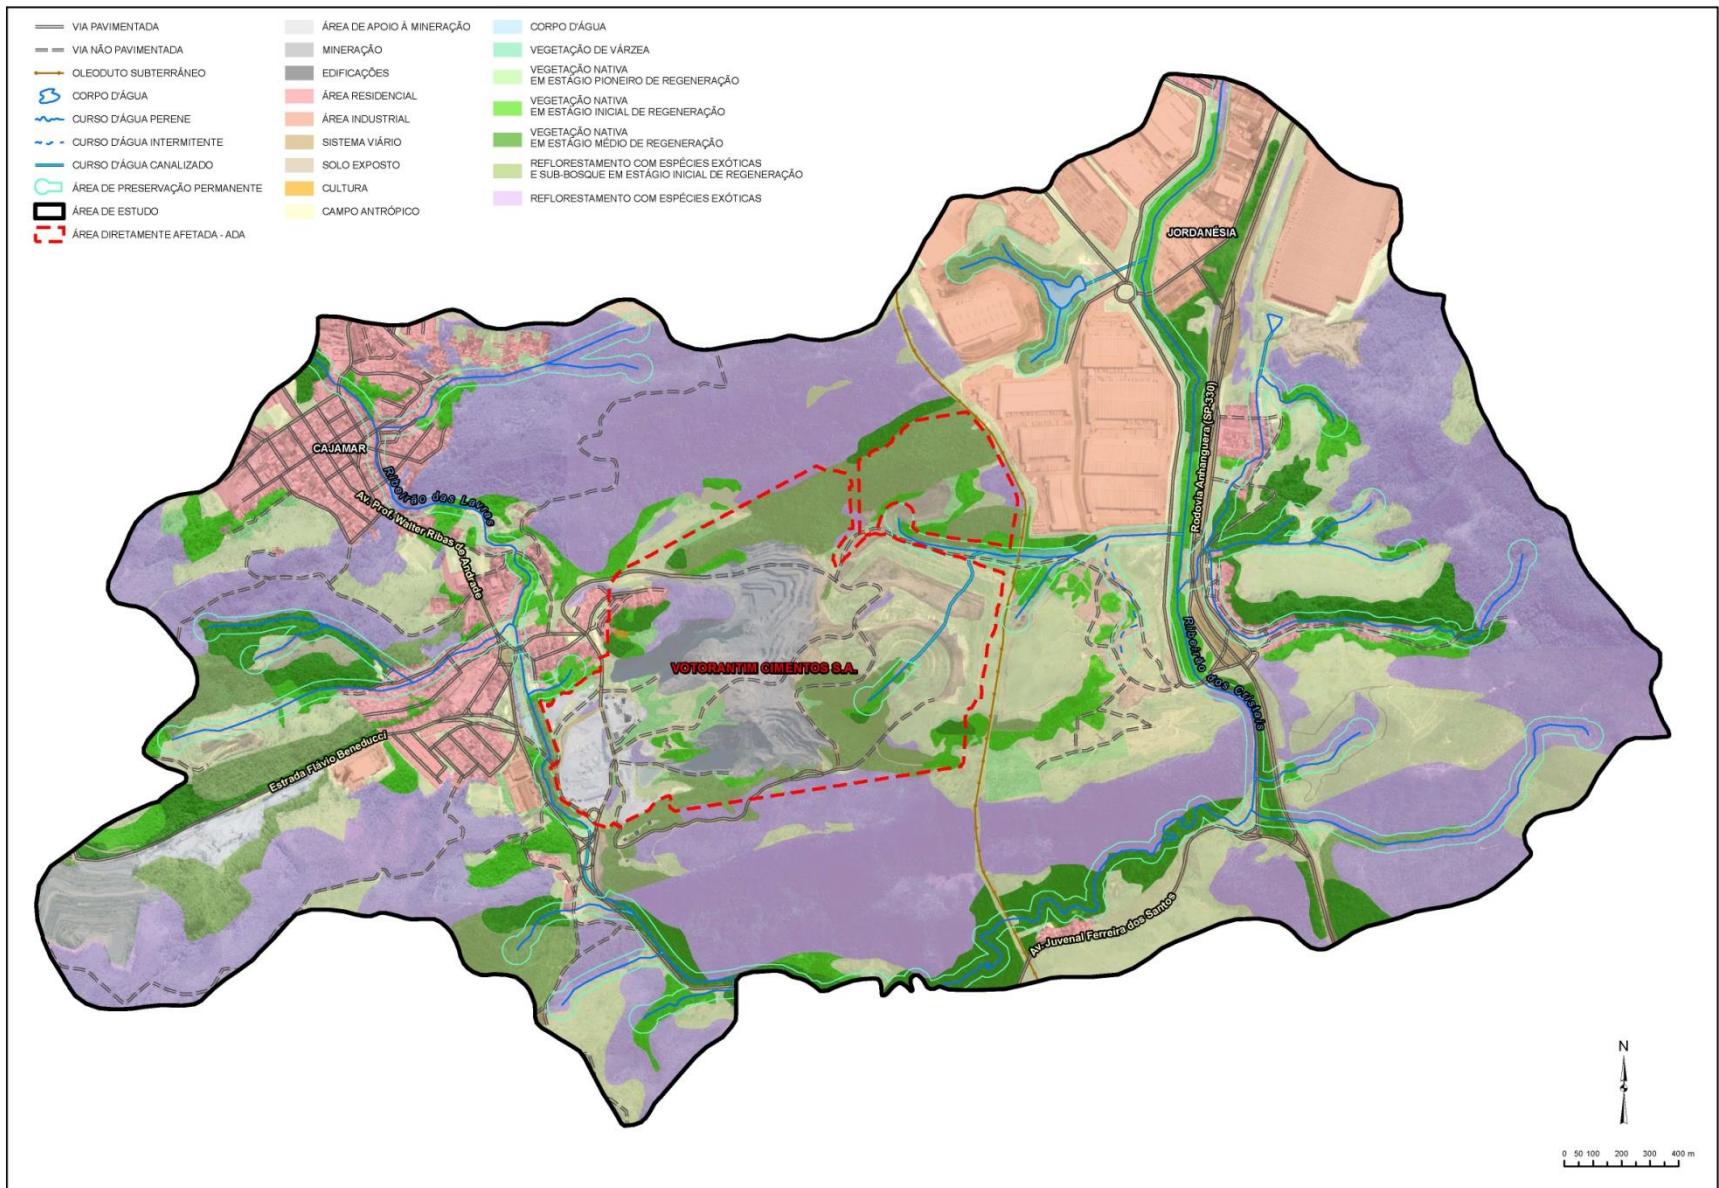 VIA PAVIMENTADA
VIA NÃO PAVIMENTADA
OLEODUTO SUBTERRÂNEO
CORPO D'ÁGUA
CURSO D'ÁGUA PERENE
CURSO D'ÁGUA INTERMITENTE
CURSO D'ÁGUA CANALIZADO
ÁREA DE PRESERVAÇÃO PERMANENTE
ÁREA DE ESTUDO
ÁREA DIRETAMENTE AFETADA - ADA
ÁREA DE APOIO À MINERAÇÃO
MINERAÇÃO
EDIFICAÇÕES
ÁREA RESIDENCIAL
ÁREA INDUSTRIAL
SISTEMA VIÁRIO
SOLO EXPOSTO
CULTURA
CAMPO ANTRÓPICO
CORPO D'ÁGUA
VEGETAÇÃO DE VÁRZEA
VEGETAÇÃO NATIVA
EM ESTÁGIO PIONEIRO DE REGENERAÇÃO
VEGETAÇÃO NATIVA
EM ESTÁGIO INICIAL DE REGENERAÇÃO
VEGETAÇÃO NATIVA
EM ESTÁGIO MÉDIO DE REGENERAÇÃO
REFLORESTAMENTO COM ESPÉCIES EXÓTICAS
E SUB-BOSQUE EM ESTÁGIO INICIAL DE REGENERAÇÃO
REFLORESTAMENTO COM ESPÉCIES EXÓTICAS
JORDANÉSIA
Rodovia Anhanguera (SP-330)
CAJAMAR
Ribeirão das Lavras
Av. Prof. Walter Ribas de Andrade
VOTORANTIM CIMENTOS S.A.
Ribeirão dos Cristais
Estrada Flávio Beneducci
Av. Juvenal Ferreira dos Santos
N
0 50 100 200 300 400 m